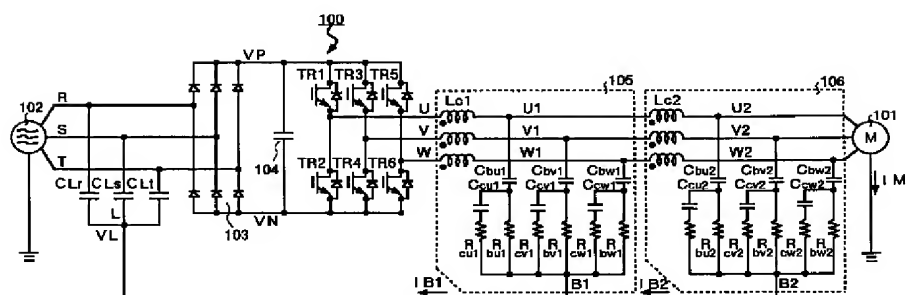 100
VP
105
106
TR1 TR3 TR5
102
R
U
Lc1
U1
Lc2
U2
101
S
V
V1
V2
M
T
104
W
W1
W2
TR2 TR4 TR6
Cbu1 Cbv1 Cbw1
Cbu2 Cbv2 Cbw2
IM
CLr CLs CLt
Ccu1 Ccv1 Ccw1
Ccu2 Ccv2 Ccw2
L
VL
VN
103
R R R R R R
cu1 bu1 cv1 bv1 cw1 bw1
R R R R R R
cu2 bu2 cv2 bv2 cw2 bw2
IB1
B1
IB2
B2